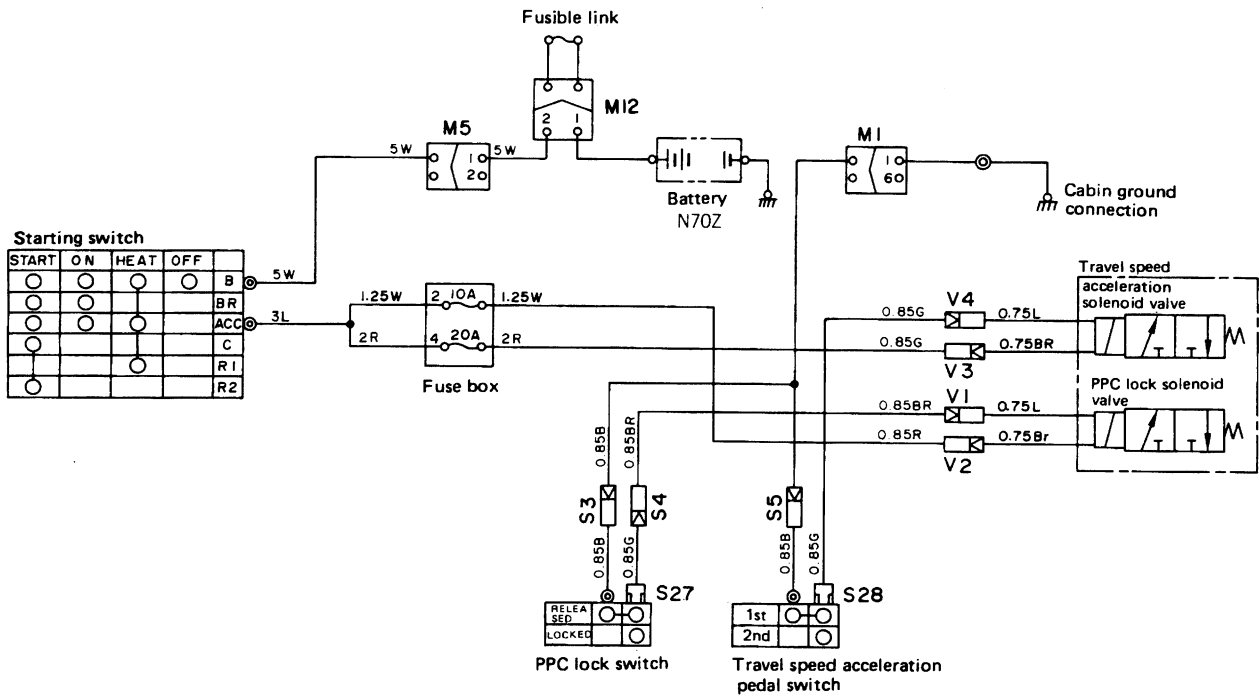 Fusible link
M12
2 1
M5
5W
5W
1
2
M1
1
6
Battery
N70Z
Cabin ground
connection
Starting switch
START ON HEAT OFF
B
BR
ACC
C
R1
R2
5W
3L
1.25W
2 10A
1.25W
2R
4 20A
2R
Fuse box
Travel speed
acceleration
solenoid valve
0.85G
V4
0.75L
0.85G
V3
0.75BR
PPC lock solenoid
valve
0.85BR
V1
0.75L
0.85R
V2
0.75Br
0.85B
0.85BR
S3
S4
S5
0.85B
0.85G
0.85B
0.85G
S27
S28
RELEA
SED
LOCKED
1st
2nd
PPC lock switch
Travel speed acceleration
pedal switch